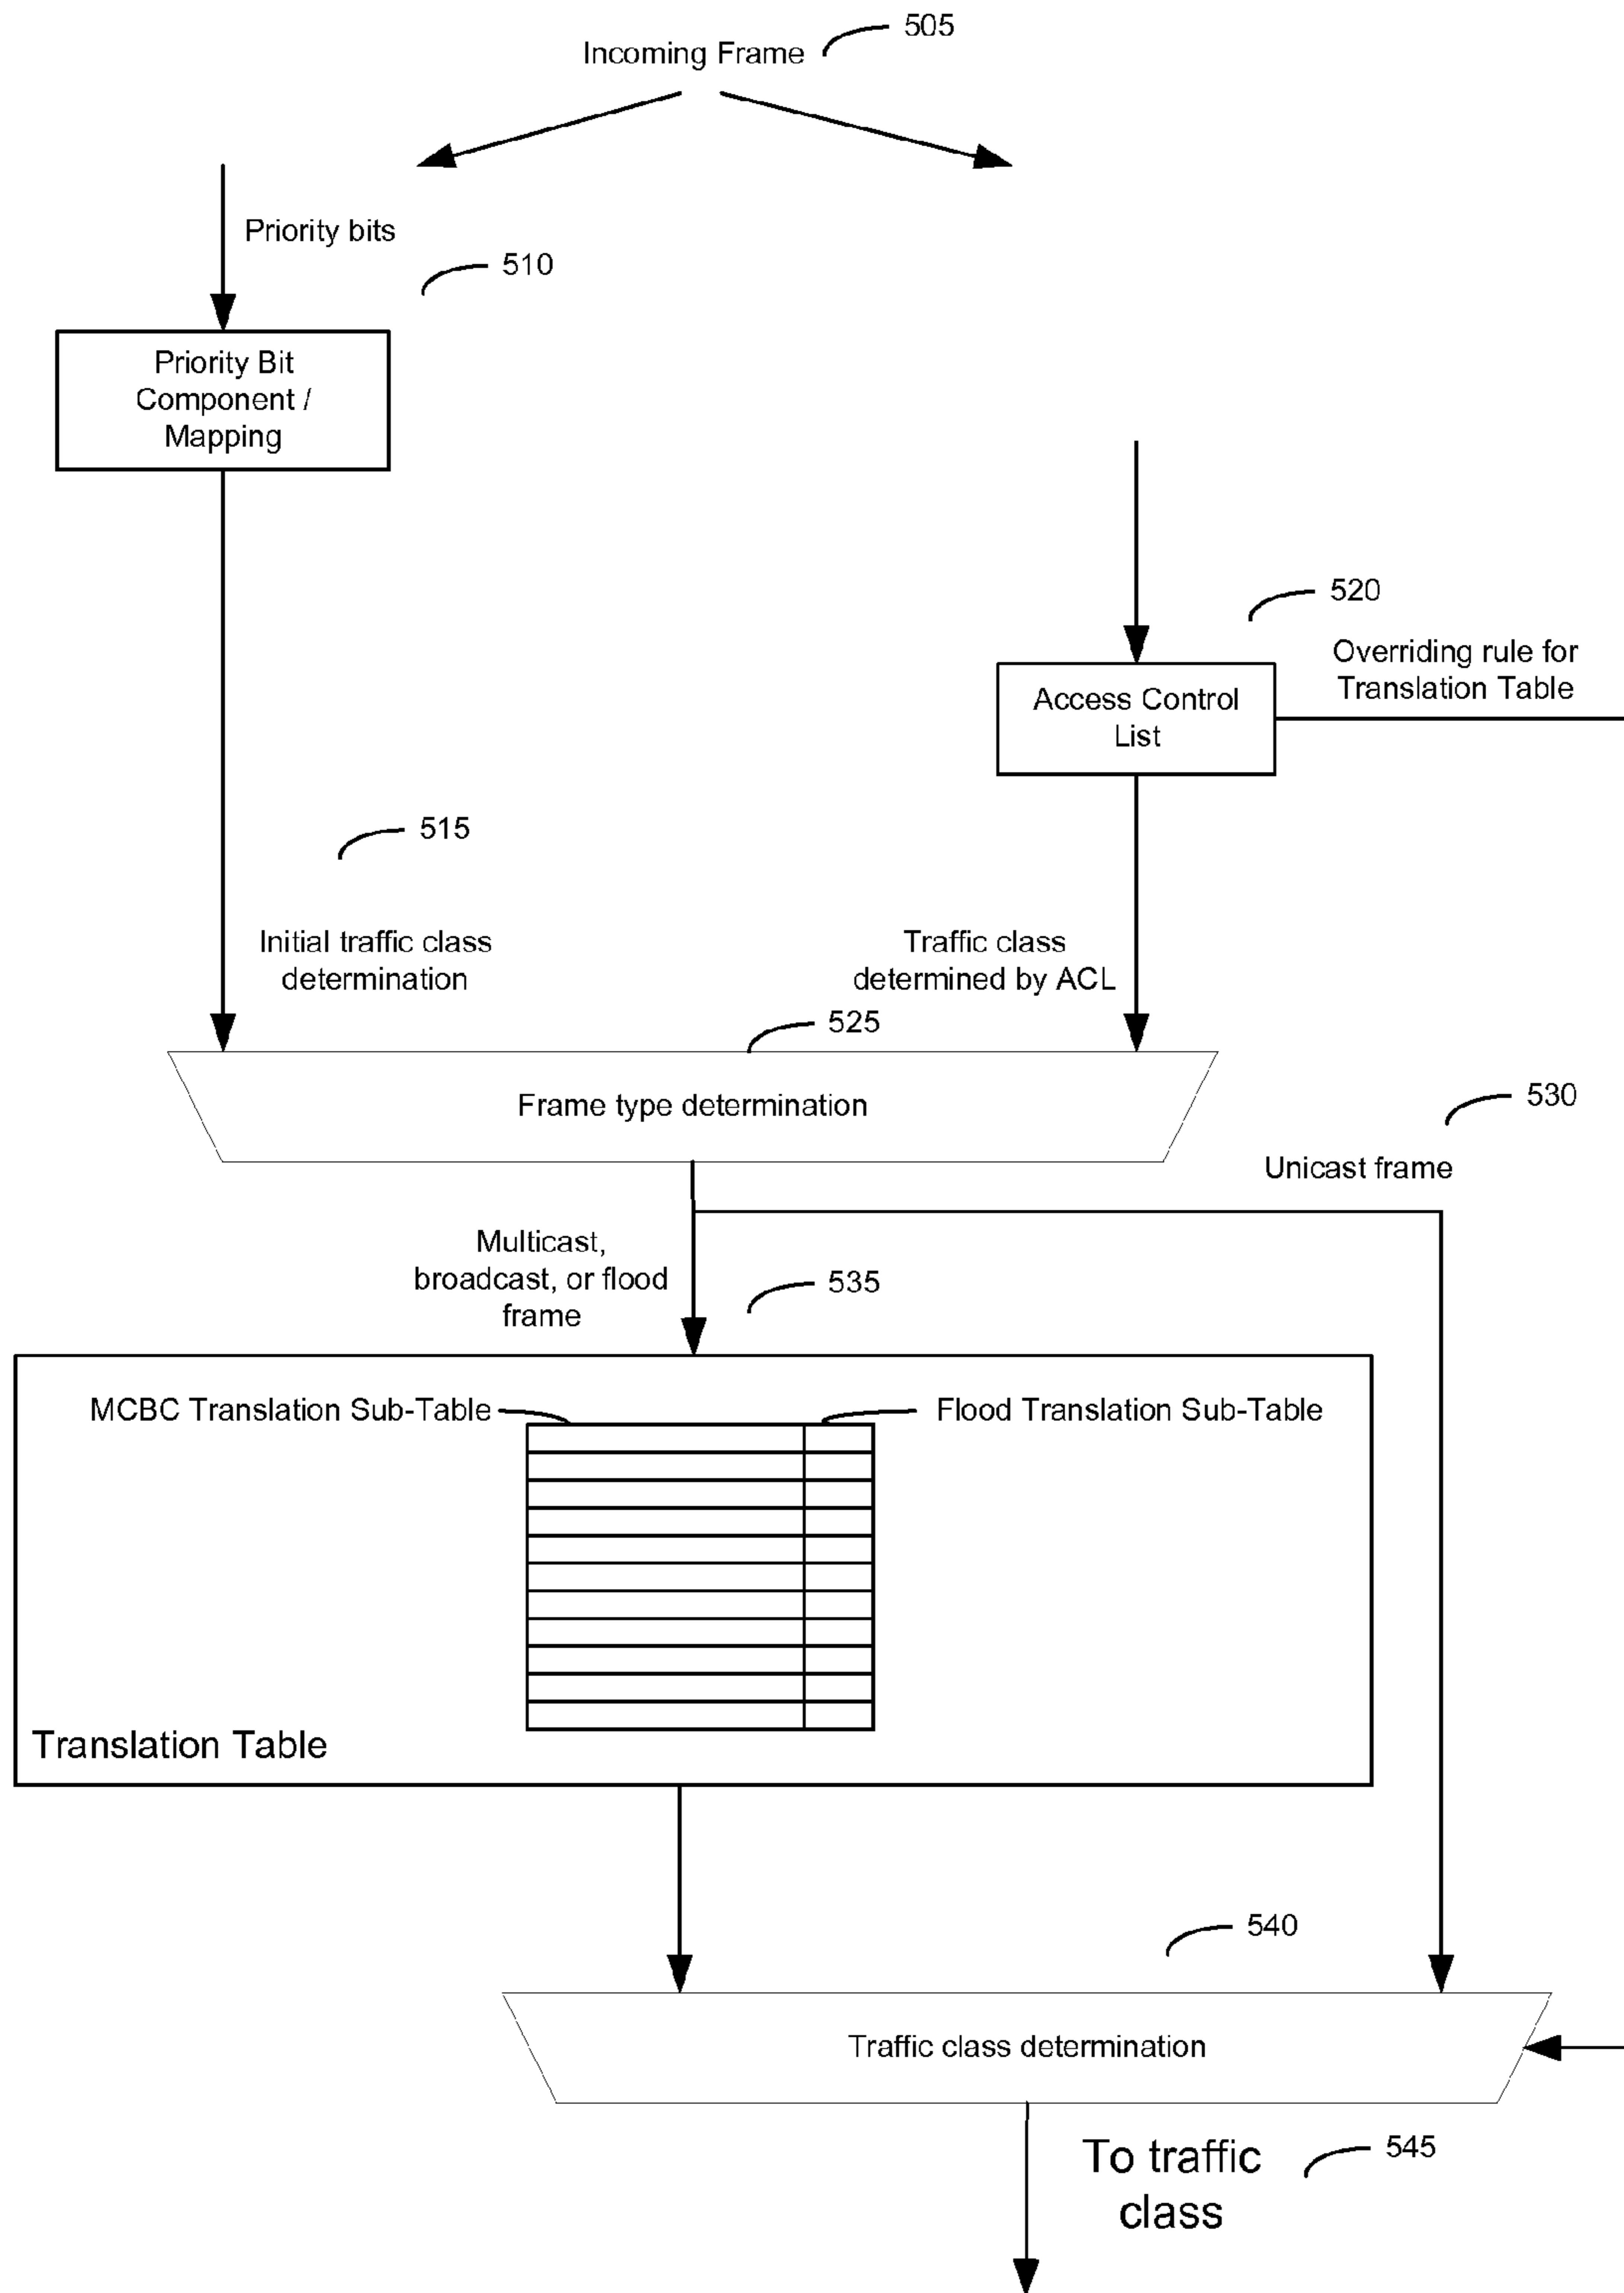 505
Incoming Frame
Priority bits
510
Priority Bit
Component /
Mapping
520
Overriding rule for
Translation Table
Access Control
List
515
Initial traffic class
determination
Traffic class
determined by ACL
525
Frame type determination
530
Unicast frame
Multicast,
broadcast, or flood
frame
535
MCBC Translation Sub-Table
Flood Translation Sub-Table
Translation Table
540
Traffic class determination
To traffic
class
545